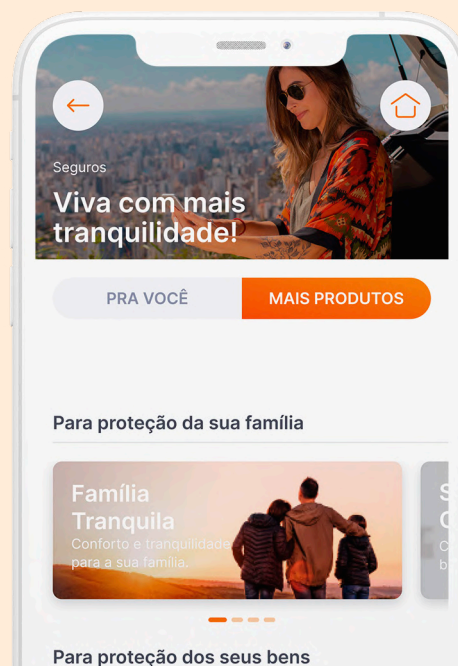 Seguros
Viva com mais
tranquilidade!
PRA VOCÊ
MAIS PRODUTOS
Para proteção da sua família
Família
Tranquila
Conforto e tranquilidade
para a sua família.
Para proteção dos seus bens